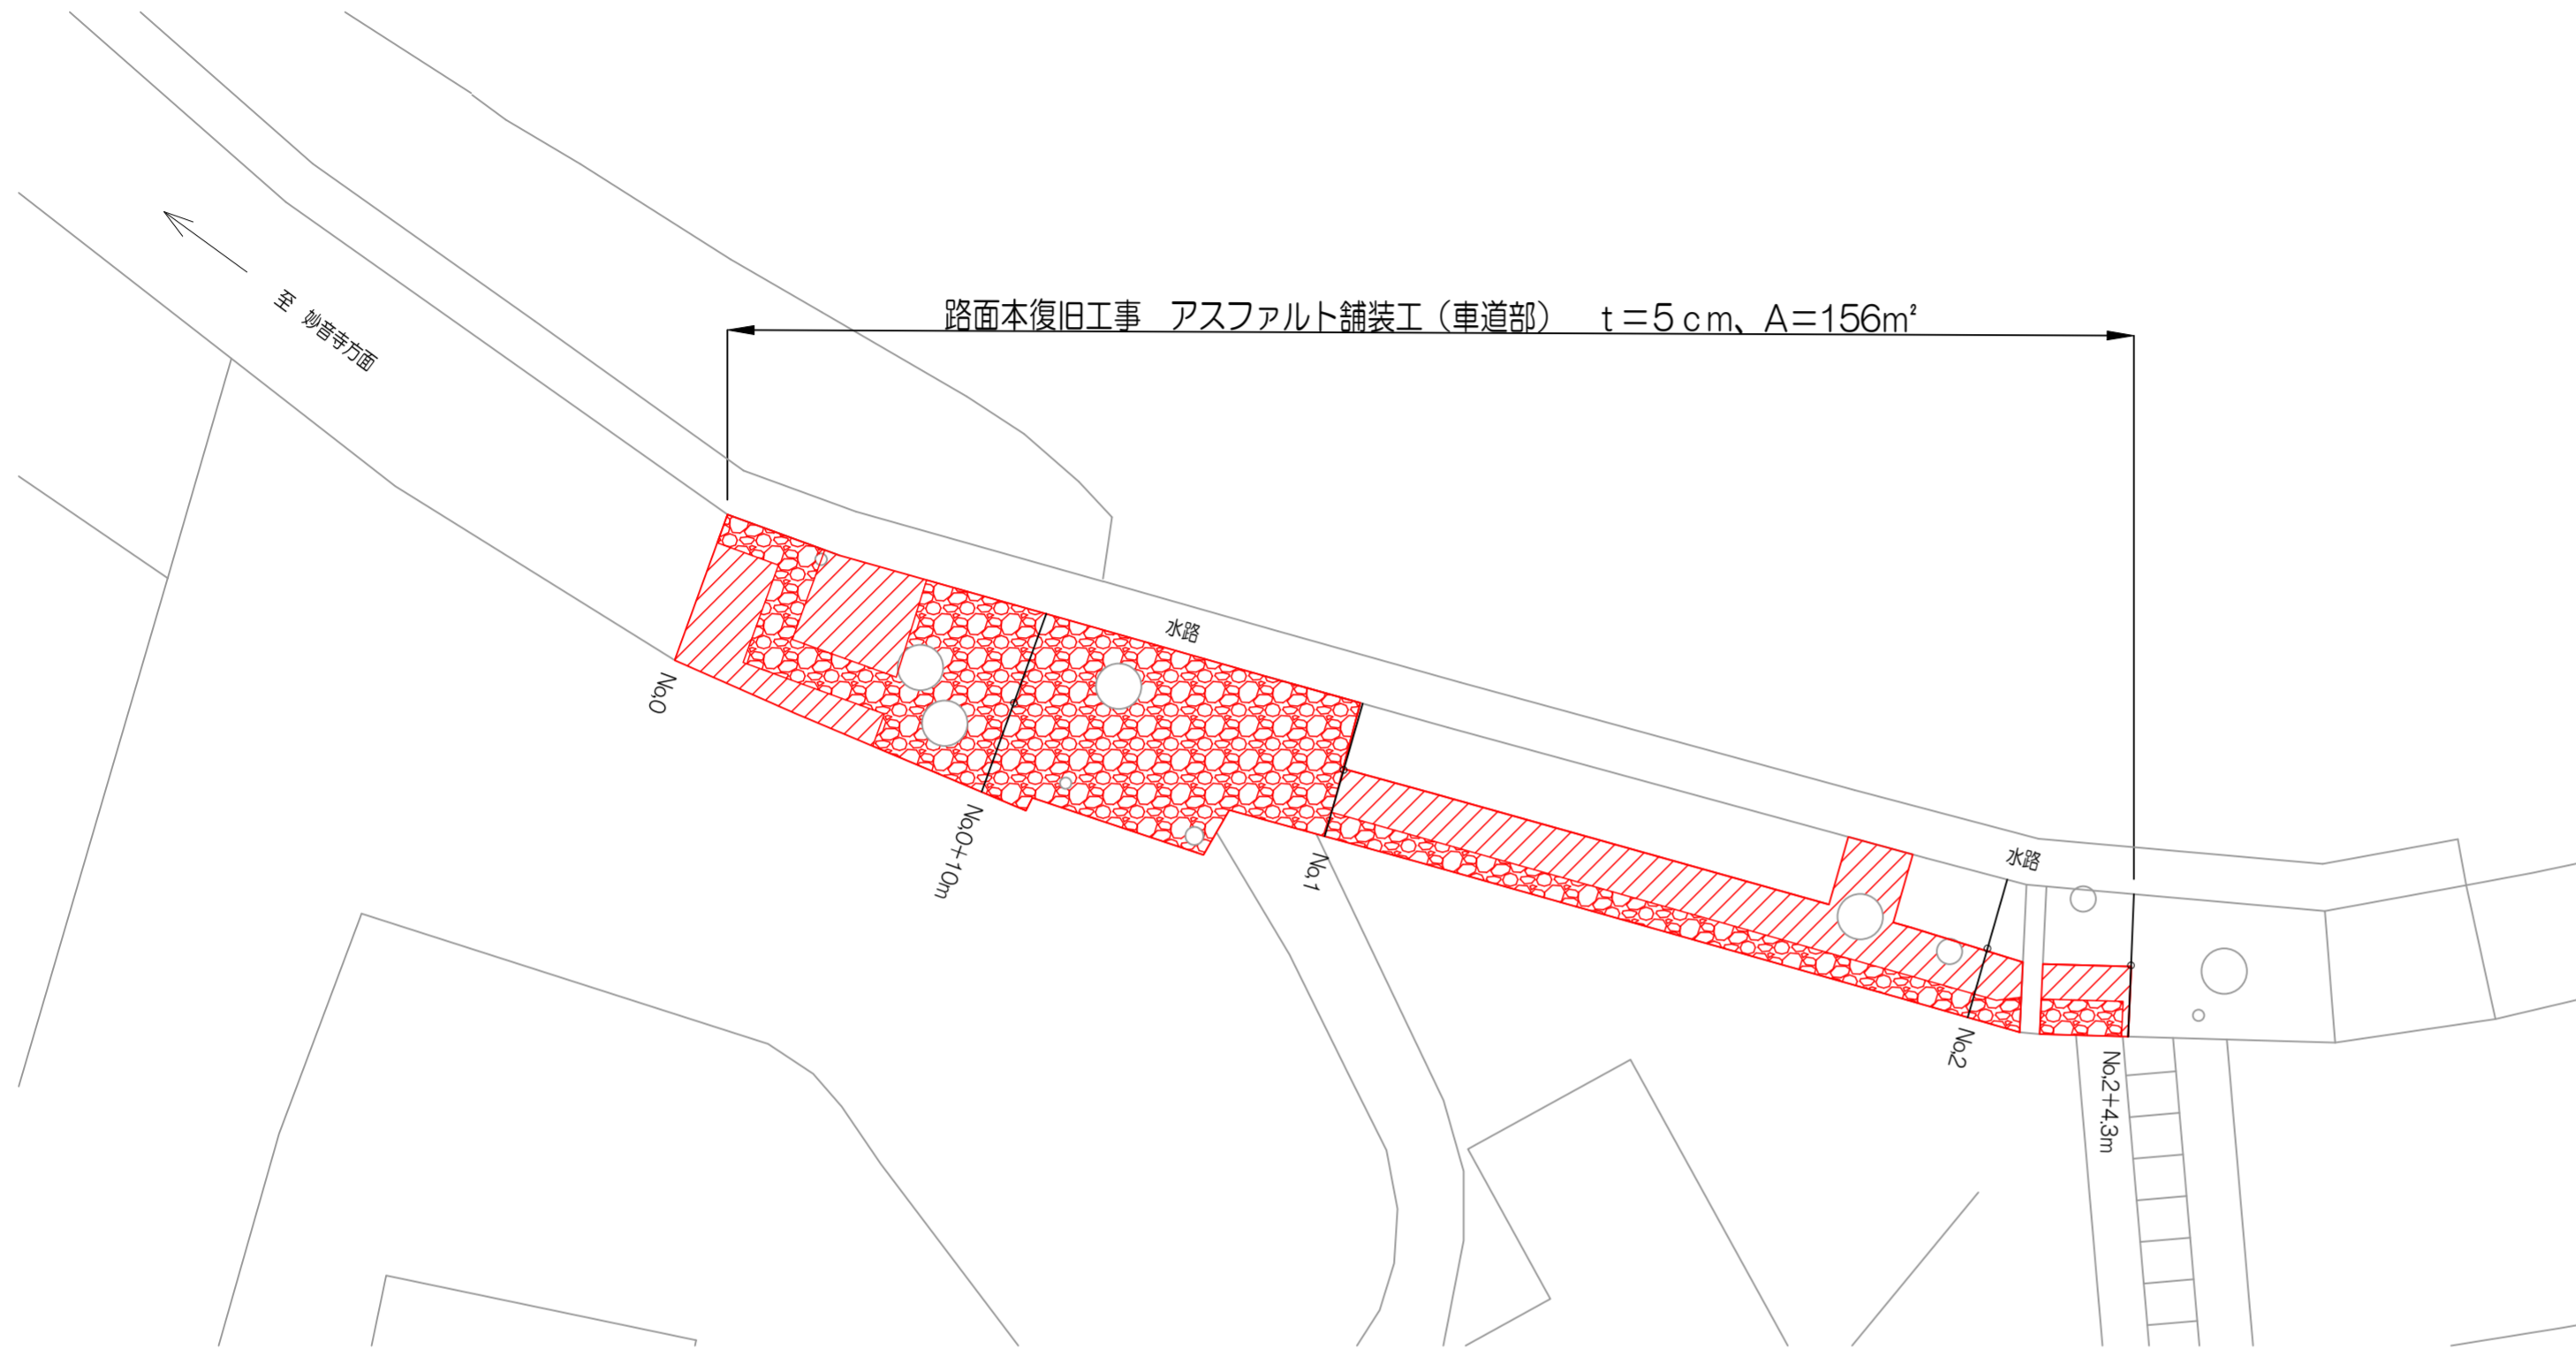 路面本復旧工事　アスファルト舗装工（車道部）　ｔ＝５ｃｍ、Ａ＝156㎡
至　妙音寺方面
水路
水路
No,0
No,0+10m
No,1
No,2
No,2+4.3m